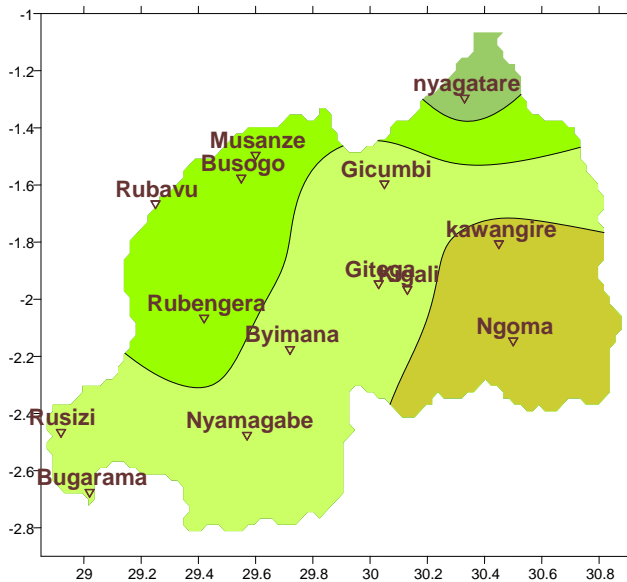 -1
-1.2
nyagatare
-1.4
Musanze
Busogo
Gicumbi
-1.6
Rubavu
-1.8
kawangire
Gitega
Kigali
-2
Rubengera
Byimana
Ngoma
-2.2
-2.4
Rusizi
Nyamagabe
-2.6
Bugarama
-2.8
29 29.2 29.4 29.6 29.8 30 30.2 30.4 30.6 30.8